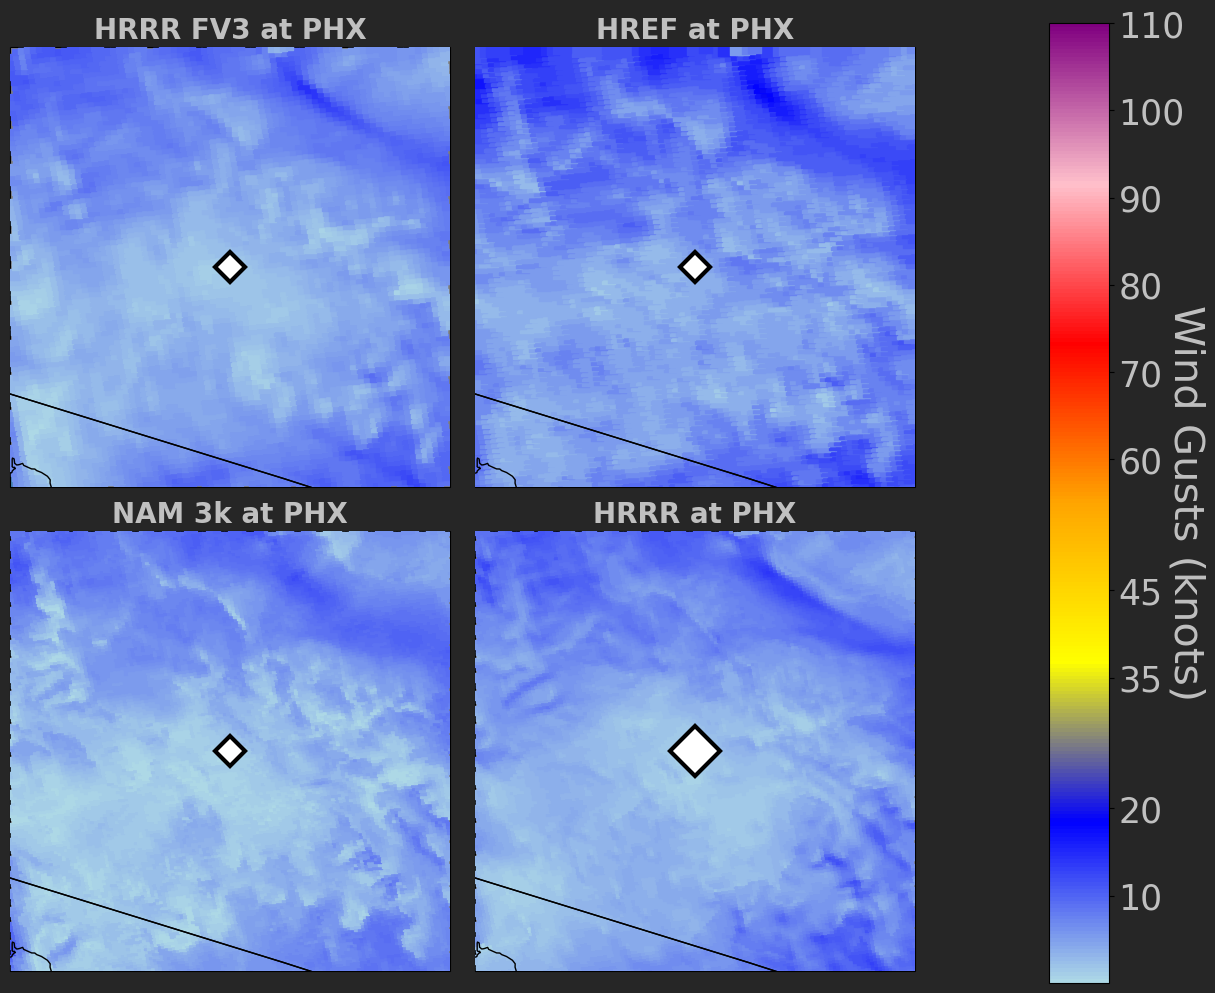 HRRR FV3 at PHX
HREF at PHX
NAM 3k at PHX
HRRR at PHX
110
100
90
80
70
60
45
35
20
10
Wind Gusts (knots)